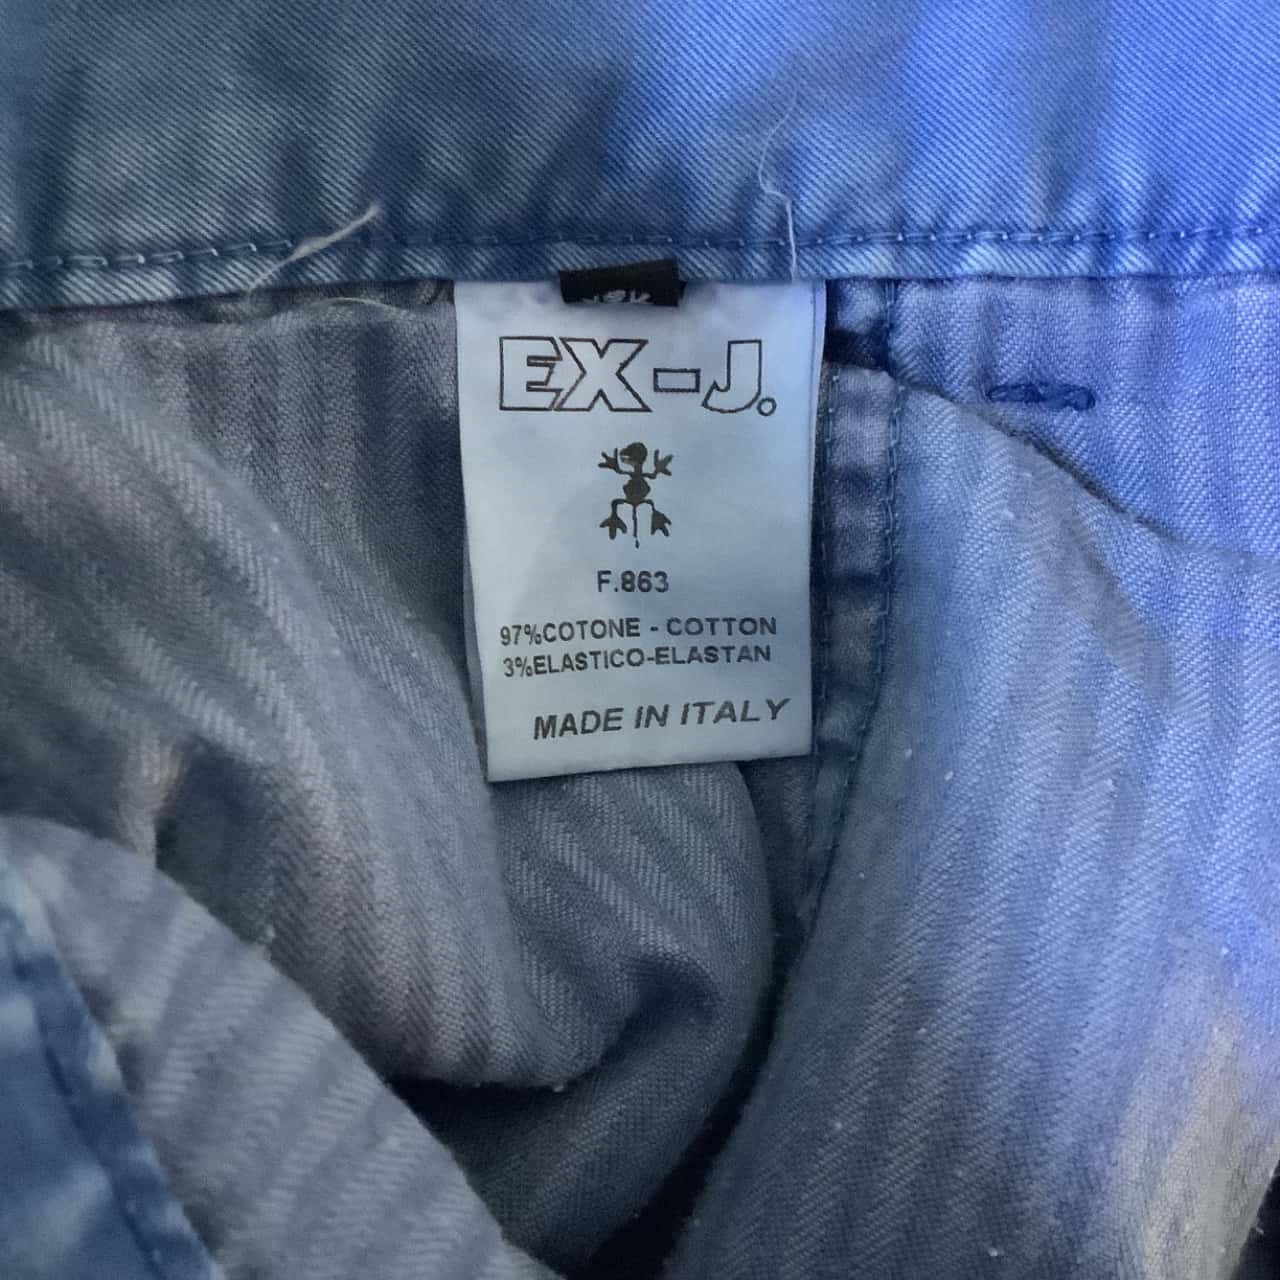 EX-J.
F.863
97%COTONE - COTTON
3%ELASTICO-ELASTAN
MADE IN ITALY